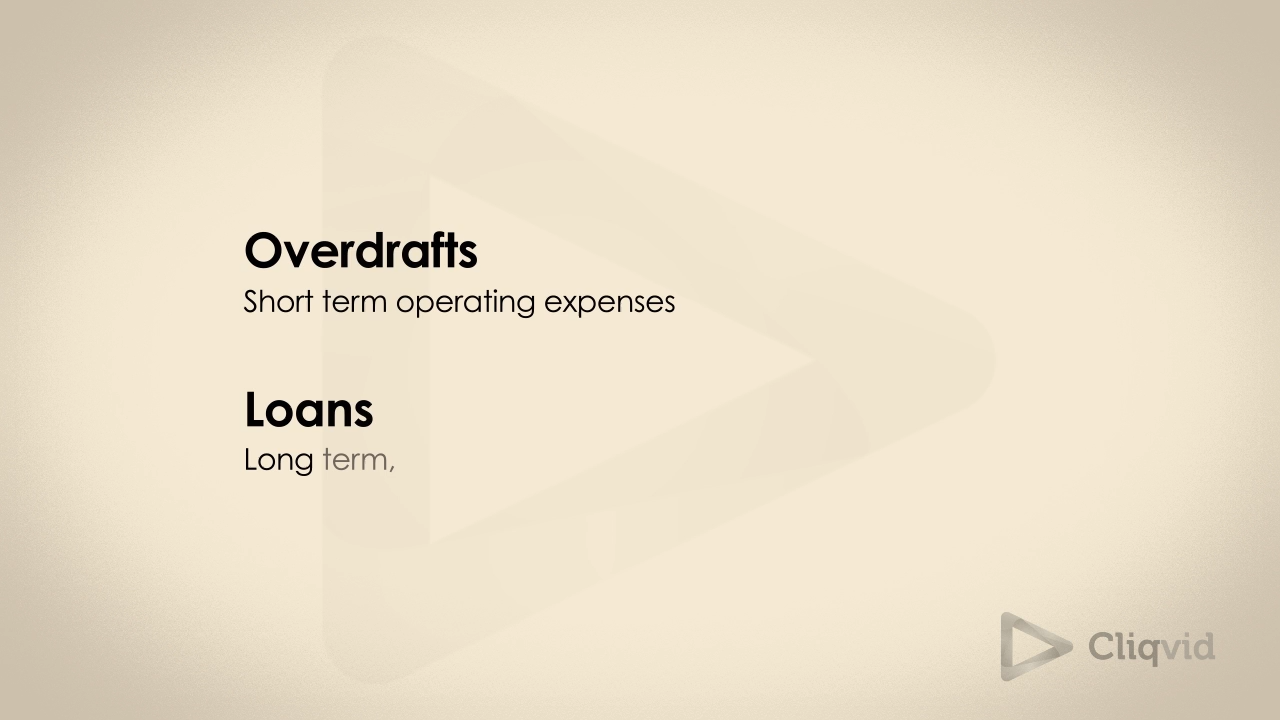 Overdrafts
Short term operating expenses
Loans
Long term,
Cliqvid